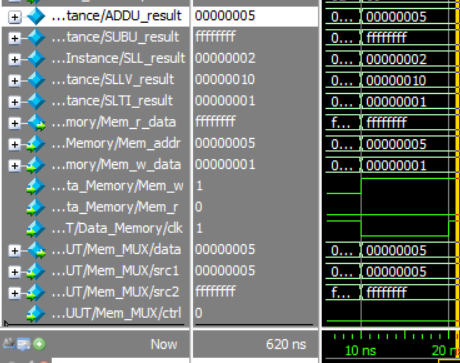 ...tance/ADDU_result 00000005 0... 00000005
...tance/SUBU_result ffffffff 0... ffffffff
...Instance/SLL_result 00000002 0... 00000002
...tance/SLLV_result 00000010 0... 00000010
...tance/SLTI_result 00000001 0... 00000001
...mory/Mem_r_data ffffffff f... ffffffff
...Memory/Mem_addr 00000005 0... 00000005
...mory/Mem_w_data 00000001 0... 00000001
...ta_Memory/Mem_w 1
...ta_Memory/Mem_r 0
...T/Data_Memory/clk 1
...UT/Mem_MUX/data 00000005 0... 00000005
...UT/Mem_MUX/src1 00000005 0... 00000005
...UT/Mem_MUX/src2 ffffffff f... ffffffff
...UUT/Mem_MUX/ctrl 0
Now 620 ns 10 ns 20 n